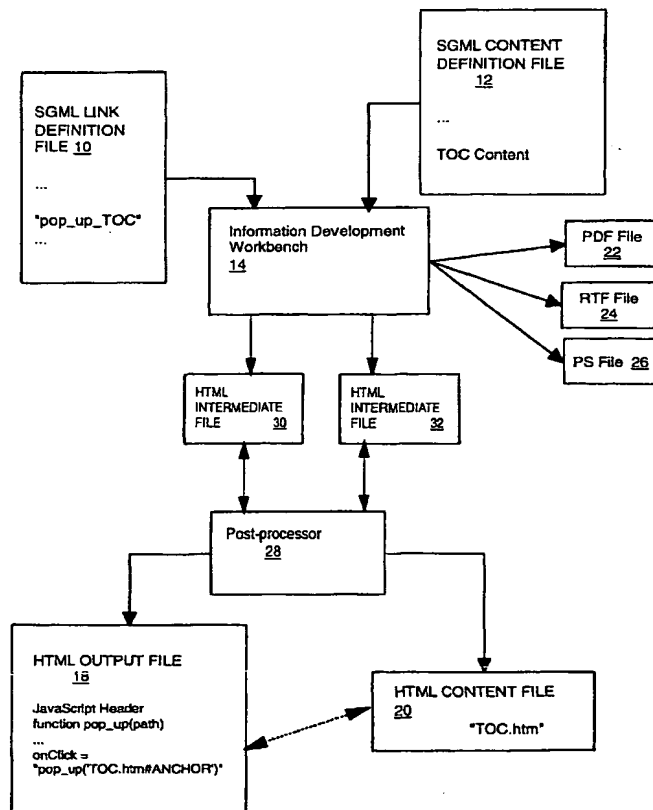 SGML CONTENT
DEFINITION FILE
12
...
TOC Content
SGML LINK
DEFINITION
FILE 10
...
"pop_up_TOC"
...
Information Development
Workbench
14
PDF File
22
RTF File
24
PS File 26
HTML
INTERMEDIATE
FILE 30
HTML
INTERMEDIATE
FILE 32
Post-processor
28
HTML OUTPUT FILE
18
JavaScript Header
function pop_up(path)
...
onClick =
"pop_up('TOC.htm#ANCHOR')"
HTML CONTENT FILE
20
"TOC.htm"